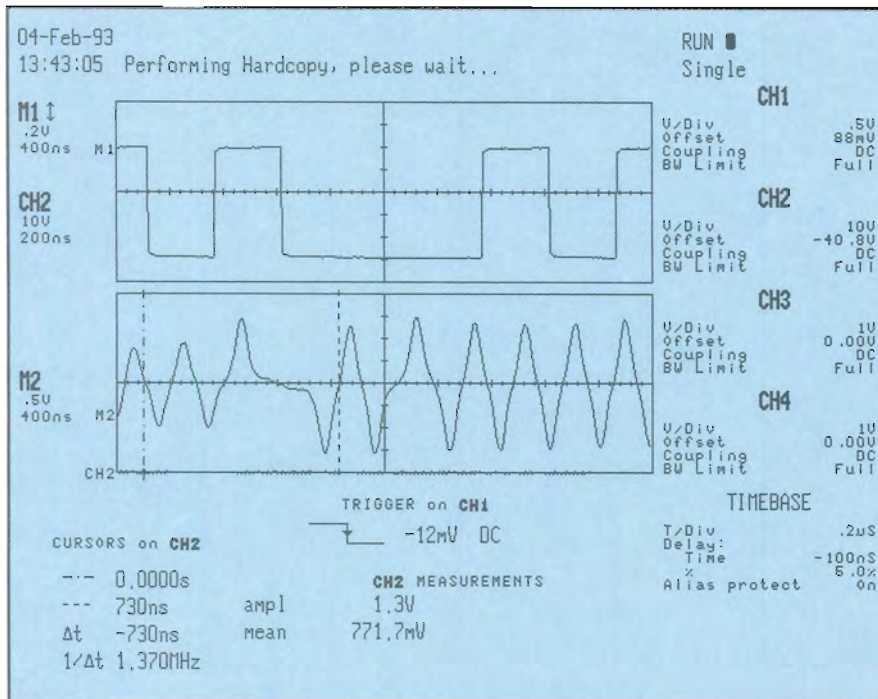 04-Feb-93
13:43:05 Performing Hardcopy, please wait...
RUN
Single
M1
.2V
400ns
M1
CH2
10V
200ns
M2
.5V
400ns
M2
CH2
CH1
V/Div .5V
Offset 88mV
Coupling DC
BW Limit Full
CH2
V/Div 10V
Offset -40.8V
Coupling DC
BW Limit Full
CH3
V/Div 1V
Offset 0.00V
Coupling DC
BW Limit Full
CH4
V/Div 1V
Offset 0.00V
Coupling DC
BW Limit Full
TRIGGER on CH1
-12mV DC
TIMEBASE
T/Div .2uS
Delay:
Time -100nS
% 5.0%
Alias protect On
CURSORS on CH2
-·- 0.0000s
--- 730ns
Δt -730ns
1/Δt 1.370MHz
CH2 MEASUREMENTS
ampl 1.3V
mean 771.7mV